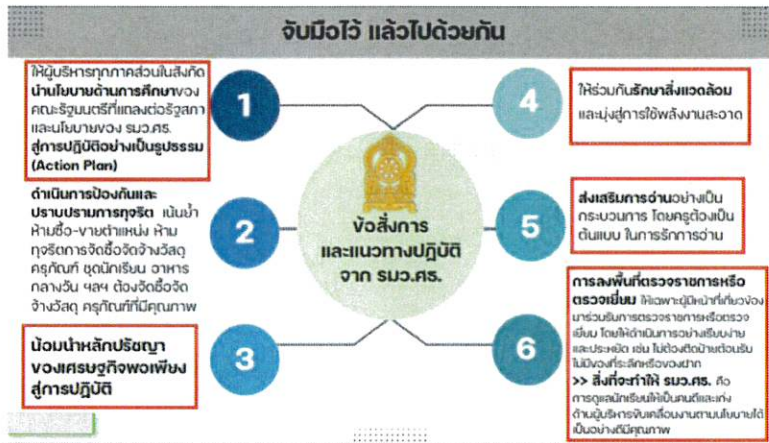 จับมือไว้ แล้วไปด้วยกัน
ให้ผู้บริหารทุกภาคส่วนในสังกัด
นำนโยบายด้านการศึกษาของ
คณะรัฐมนตรีที่แถลงต่อรัฐสภา
และนโยบายของ รมว.ศธ.
สู่การปฏิบัติอย่างเป็นรูปธรรม
(Action Plan)
1
ดำเนินการป้องกันและ
ปราบปรามการทุจริต เน้นย้ำ
ห้ามซื้อ-ขายตำแหน่ง ห้าม
ทุจริตการจัดซื้อจัดจ้างวัสดุ
ครุภัณฑ์ ชุดนักเรียน อาหาร
กลางวัน ฯลฯ ต้องจัดซื้อจัด
จ้างวัสดุ ครุภัณฑ์ที่มีคุณภาพ
2
น้อมนำหลักปรัชญา
ของเศรษฐกิจพอเพียง
สู่การปฏิบัติ
3
ข้อสั่งการ
และแนวทางปฏิบัติ
จาก รมว.ศธ.
4
ให้ร่วมกันรักษาสิ่งแวดล้อม
และมุ่งสู่การใช้พลังงานสะอาด
5
ส่งเสริมการอ่านอย่างเป็น
กระบวนการ โดยครูต้องเป็น
ต้นแบบ ในการรักการอ่าน
6
การลงพื้นที่ตรวจราชการหรือ
ตรวจเยี่ยม ให้เฉพาะผู้มีหน้าที่เกี่ยวข้อง
มาร่วมรับการตรวจราชการหรือตรวจ
เยี่ยม โดยให้ดำเนินการอย่างเรียบง่าย
และประหยัด เช่น ไม่ต้องติดป้ายต้อนรับ
ไม่มีของที่ระลึกหรือของฝาก
>> สิ่งที่จะทำให้ รมว.ศธ. คือ
การดูแลนักเรียนให้เป็นคนดีและเก่ง
ด้านผู้บริหารขับเคลื่อนงานตามนโยบายได้
เป็นอย่างดีมีคุณภาพ